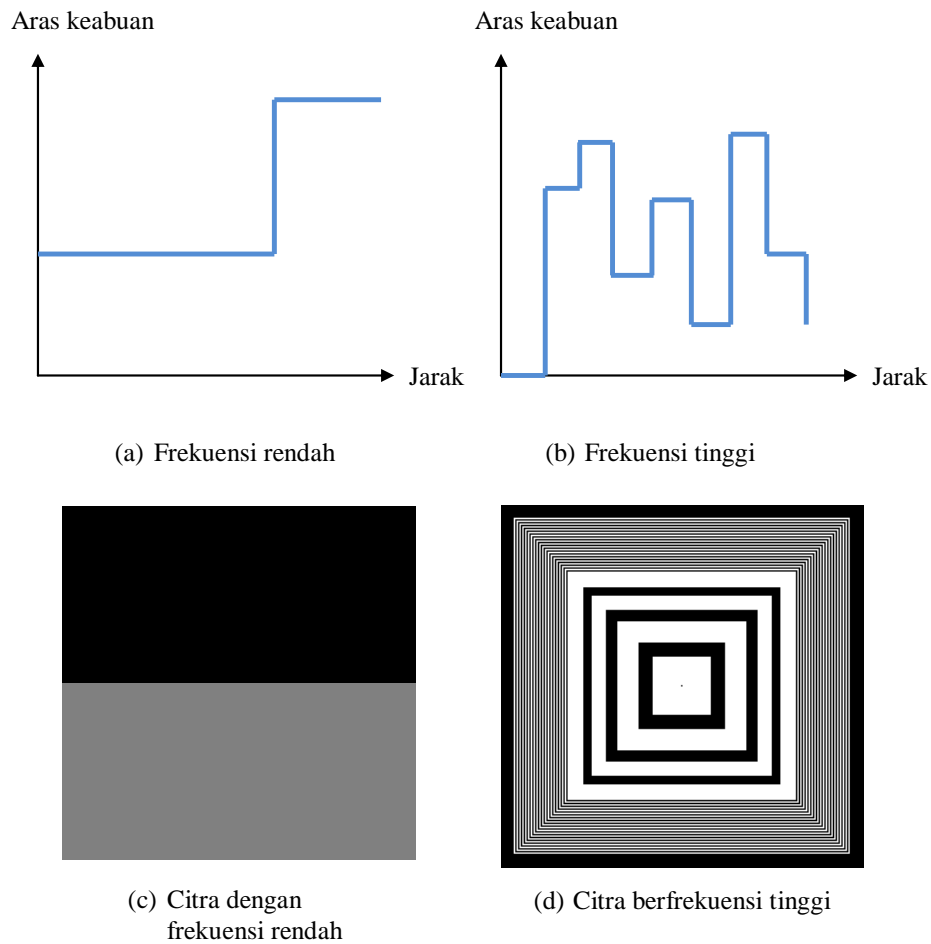 Aras keabuan
Aras keabuan
Jarak
Jarak
(a) Frekuensi rendah
(b) Frekuensi tinggi
(c) Citra dengan
frekuensi rendah
(d) Citra berfrekuensi tinggi